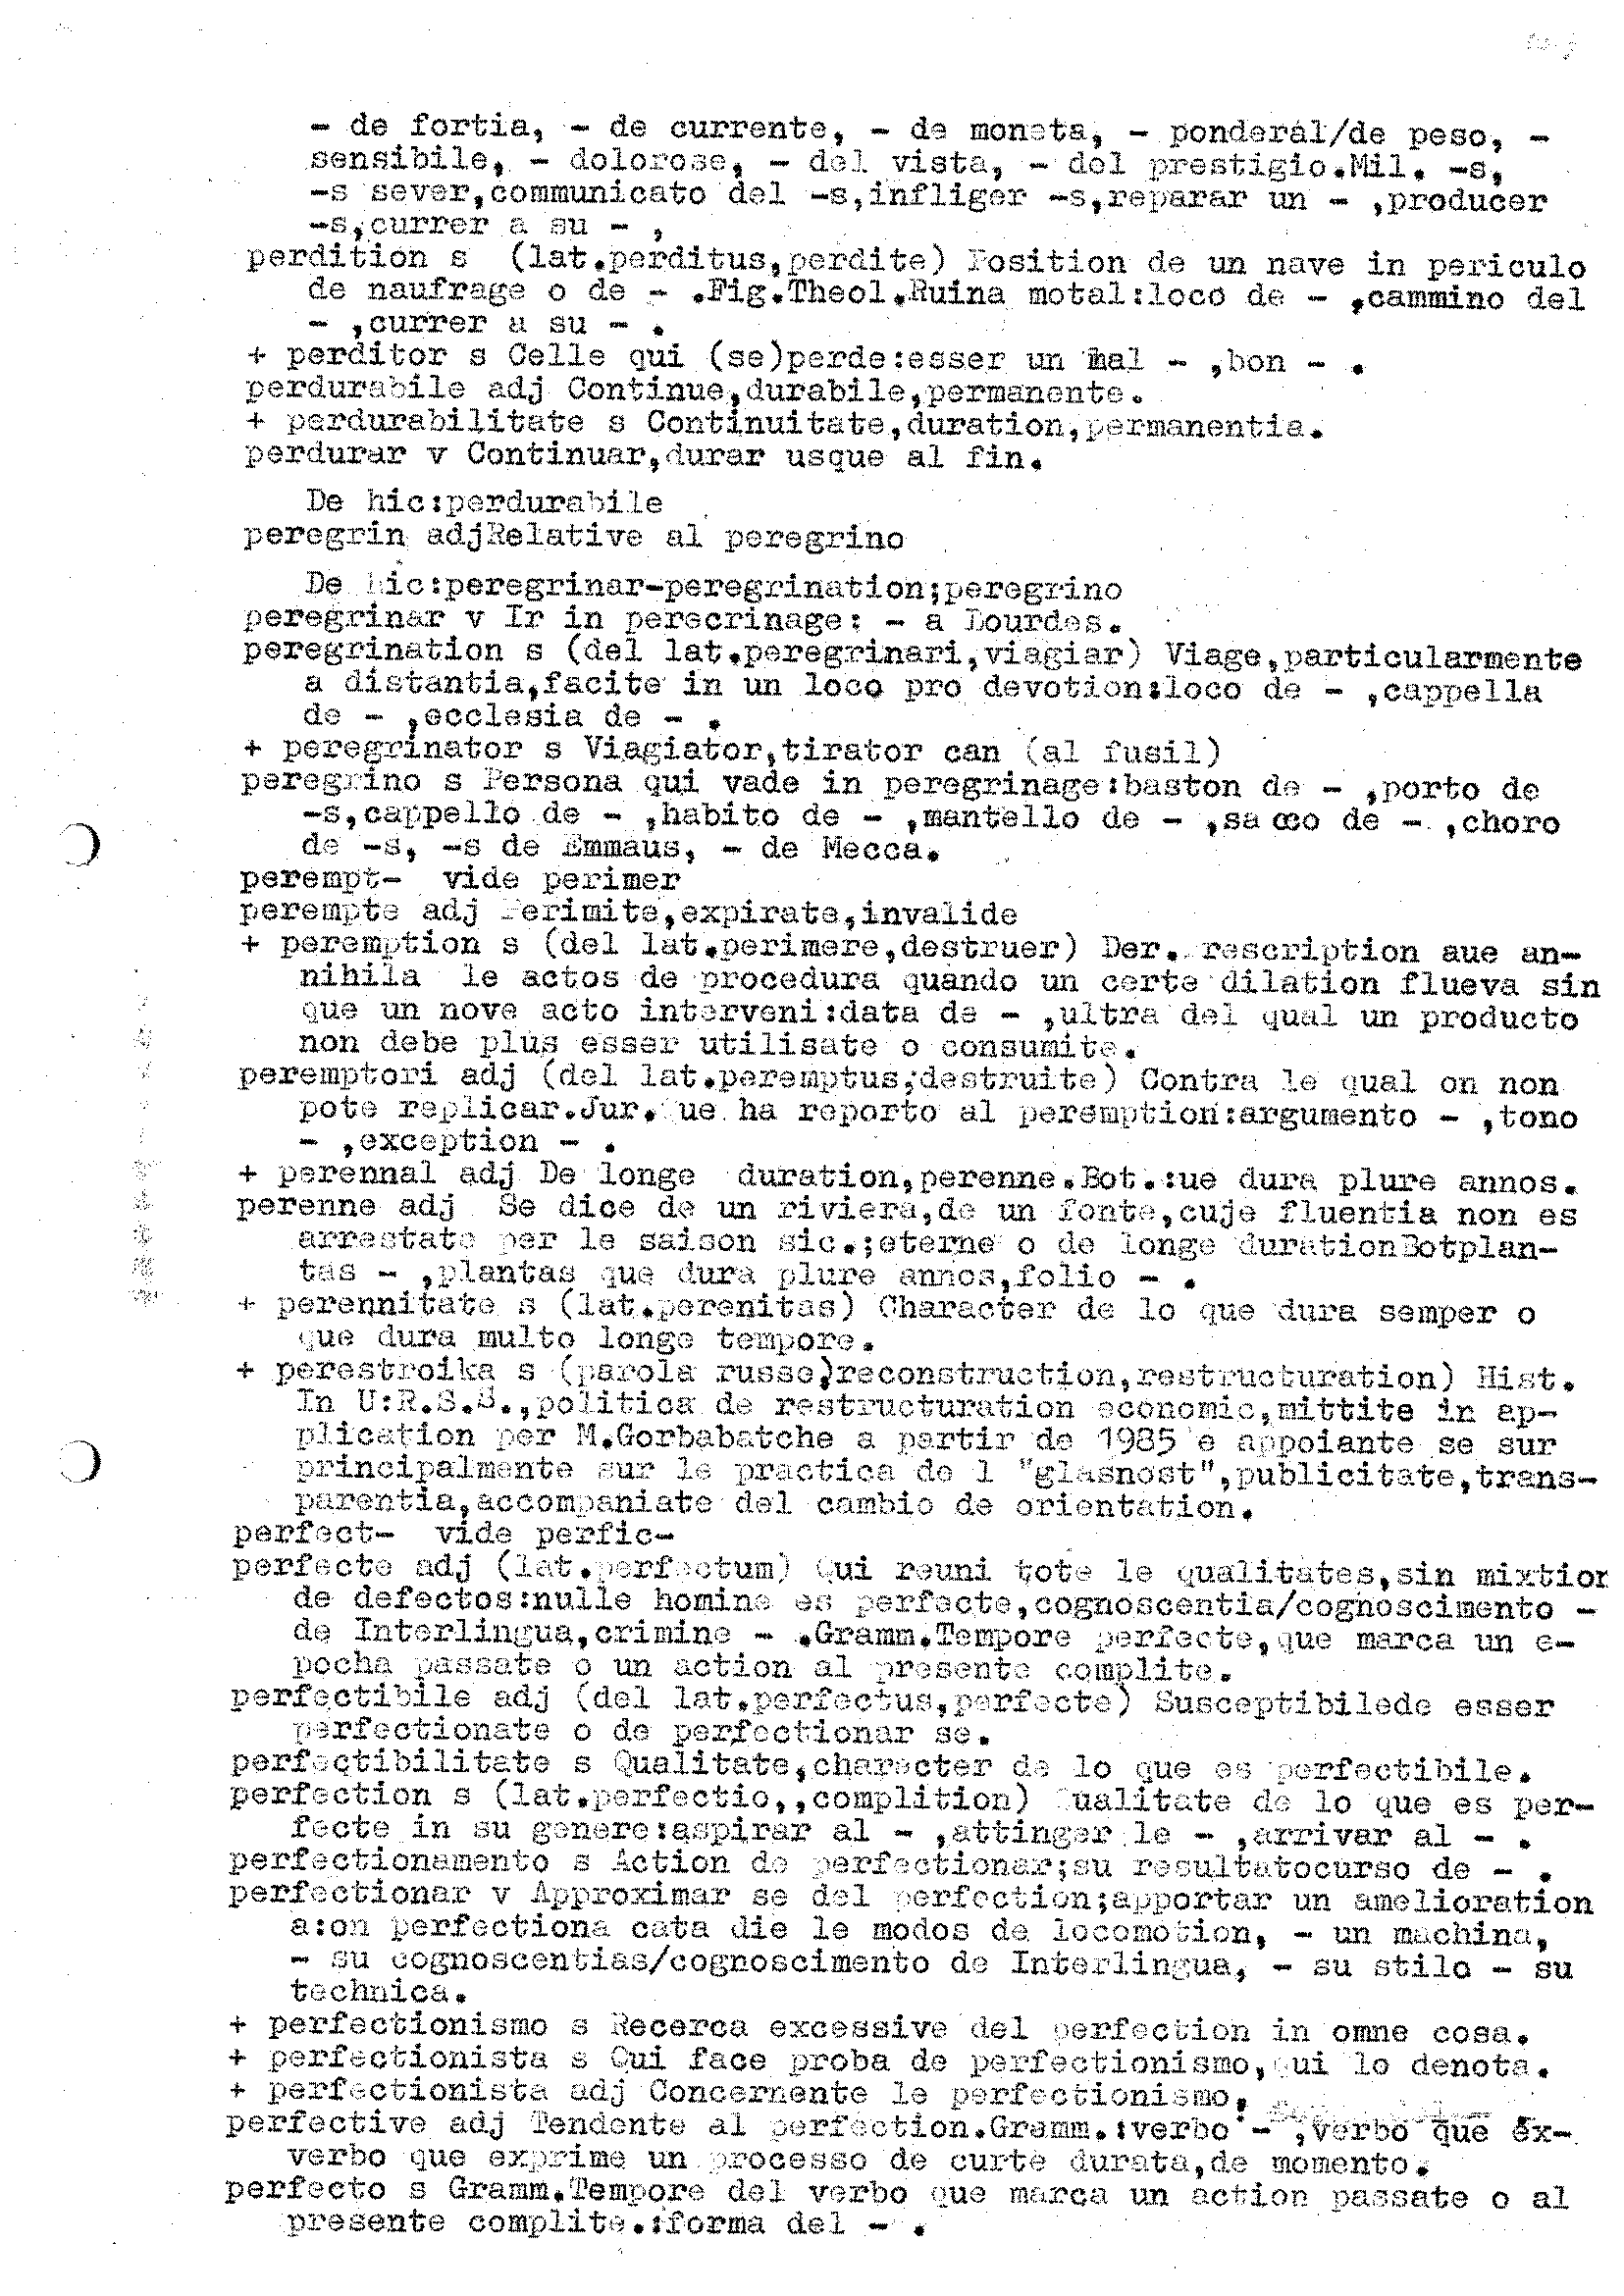 - de fortia, - de currente, - de moneta, - ponderal/de peso, -
sensibile, - dolorose, - del vista, - del prestigio.Mil. -s,
-s sever,communicato del -s,infliger -s,reparar un - ,producer
-s,currer a su - ,
perdition s (lat.perditus,perdite) Position de un nave in periculo
de naufrage o de - .Fig.Theol.Ruina motal:loco de - ,cammino del
- ,currer a su - .
+ perditor s Celle qui (se)perde:esser un mal - ,bon - .
perdurabile adj Continue,durabile,permanente.
+ perdurabilitate s Continuitate,duration,permanentia.
perdurar v Continuar,durar usque al fin.
De hic:perdurabile
peregrin adjRelative al peregrino
De hic:peregrinar-peregrination;peregrino
peregrinar v Ir in perecrinage: - a Lourdes.
peregrination s (del lat.peregrinari,viagiar) Viage,particularmente
a distantia,facite in un loco pro devotion:loco de - ,cappella
de - ,ecclesia de - .
+ peregrinator s Viagiator,tirator can (al fusil)
peregrino s Persona qui vade in peregrinage:baston de - ,porto de
-s,cappello de - ,habito de - ,mantello de - ,sacco de - ,choro
de -s, -s de Emmaus, - de Mecca.
perempt- vide perimer
perempte adj Perimite,expirate,invalide
+ peremption s (del lat.perimere,destruer) Der. rescription aue an-
nihila le actos de procedura quando un certe dilation flueva sin
que un nove acto interveni:data de - ,ultra del qual un producto
non debe plus esser utilisate o consumite.
peremptori adj (del lat.peremptus,destruite) Contra le qual on non
pote replicar.Jur. ue ha reporto al peremption:argumento - ,tono
- ,exception - .
+ perennal adj De longe duration,perenne.Bot.:ue dura plure annos.
perenne adj Se dice de un riviera,de un fonte,cuje fluentia non es
arrestate per le saison sic.;eterne o de longe durationBotplan-
tas - ,plantas que dura plure annos,folio - .
+ perennitate s (lat.perenitas) Character de lo que dura semper o
que dura multo longe tempore.
+ perestroika s (parola russe)reconstruction,restructuration) Hist.
In U:R.S.S.,politica de restructuration economic,mittite in ap-
plication per M.Gorbabatche a partir de 1985 e appoiante se sur
principalmente sur le practica de l "glasnost",publicitate,trans-
parentia,accompaniate del cambio de orientation.
perfect- vide perfic-
perfecte adj (lat.perfectum) Qui reuni tote le qualitates,sin mixtion
de defectos:nulle homine es perfecte,cognoscentia/cognoscimento -
de Interlingua,crimine - .Gramm.Tempore perfecte,que marca un e-
pocha passate o un action al presente complite.
perfectibile adj (del lat.perfectus,perfecte) Susceptibilede esser
perfectionate o de perfectionar se.
perfectibilitate s Qualitate,character de lo que es perfectibile.
perfection s (lat.perfectio,,complition) Qualitate de lo que es per-
fecte in su genere:aspirar al - ,attinger le - ,arrivar al - .
perfectionamento s Action de perfectionar;su resultatocurso de - .
perfectionar v Approximar se del perfection;apportar un amelioration
a:on perfectiona cata die le modos de locomotion, - un machina,
- su cognoscentias/cognoscimento de Interlingua, - su stilo - su
technica.
+ perfectionismo s Recerca excessive del perfection in omne cosa.
+ perfectionista s Qui face proba de perfectionismo,qui lo denota.
+ perfectionista adj Concernente le perfectionismo.
perfective adj Tendente al perfection.Gramm.:verbo - ,verbo que ex-
verbo que exprime un processo de curte durata,de momento.
perfecto s Gramm.Tempore del verbo que marca un action passate o al
presente complite.:forma del - .